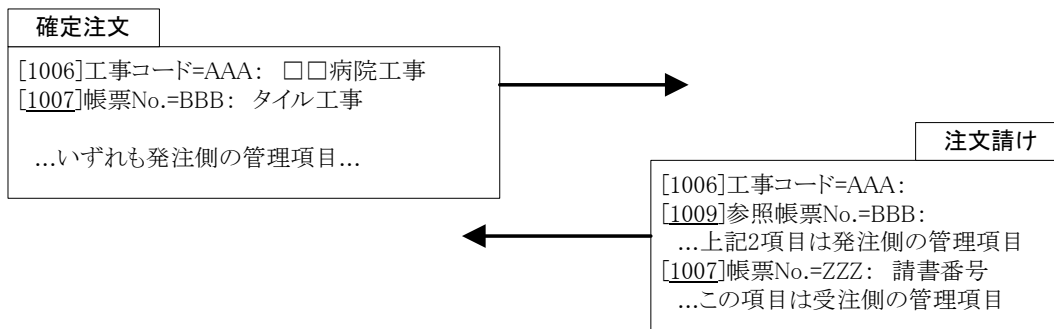 確定注文
[1006]工事コード=AAA： □□病院工事
[1007]帳票No.=BBB： タイル工事
…いずれも発注側の管理項目…
注文請け
[1006]工事コード=AAA：
[1009]参照帳票No.=BBB：
…上記2項目は発注側の管理項目
[1007]帳票No.=ZZZ： 請書番号
…この項目は受注側の管理項目